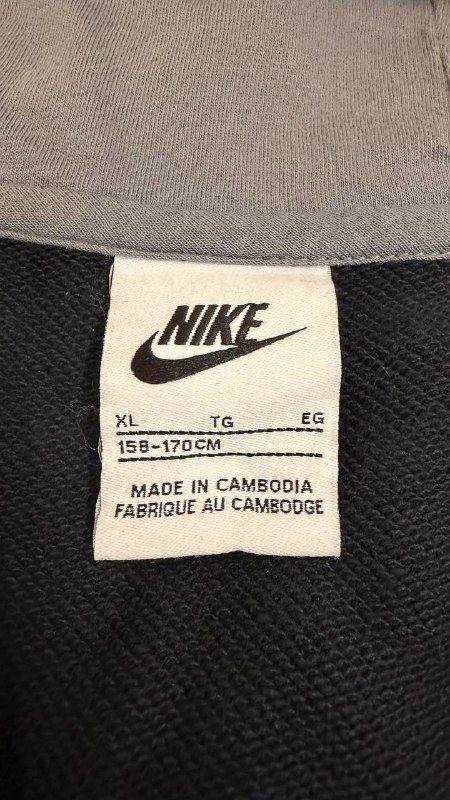 NIKE
XL TG EG
158-170CM
MADE IN CAMBODIA
FABRIQUE AU CAMBODGE